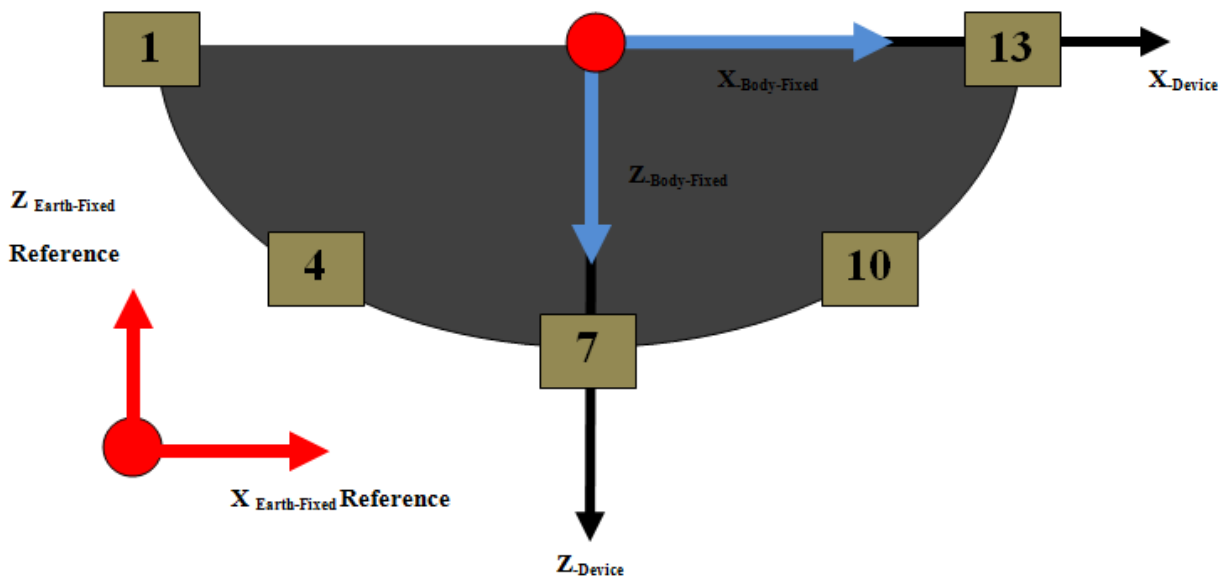 1
13
X-Body-Fixed
X-Device
Z-Body-Fixed
Z Earth-Fixed
Reference
4
10
7
X Earth-Fixed Reference
Z-Device